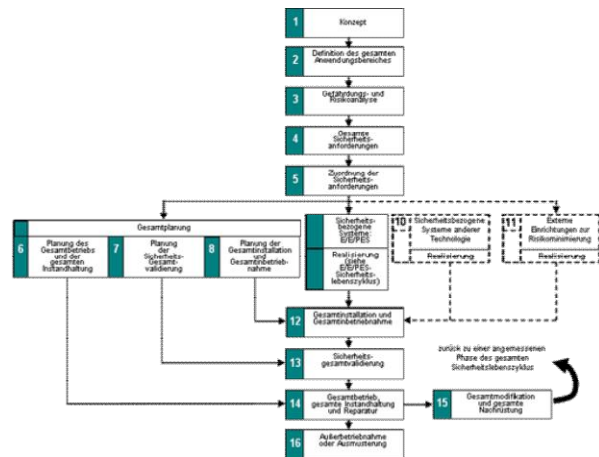 1
Konzept
2
Definition des gesamten
Anwendungsbereiches
3
Gefährdungs- und
Risikoanalyse
4
Gesamte
Sicherheits-
anforderungen
5
Zuordnung der
Sicherheits-
anforderungen
Gesamtplanung
6
Planung des
Gesamtbetriebs
und der
gesamten
Instandhaltung
7
Planung
der
Sicherheits-
Gesamt-
validierung
8
Planung der
Gesamtinstallation
und
Gesamtinbetrieb-
nahme
Sicherheits-
bezogene
Systeme:
E/E/PES
Realisierung (siehe
E/E/PES-
Sicherheits-
lebenszyklus)
10
Sicherheitsbezogene
Systeme anderer
Technologie
Realisierung
11
Externe
Einrichtungen zur
Risikominimierung
Realisierung
12
Gesamtinstallation und
Gesamtinbetriebnahme
13
Sicherheits-
gesamtvalidierung
14
Gesamtbetrieb,
gesamte Instandhaltung
und Reparatur
15
Gesamtmodifikation
und gesamte
Nachrüstung
zurück zu einer angemessenen
Phase des gesamten
Sicherheitslebenszyklus
16
Außerbetriebnahme
oder Ausmusterung